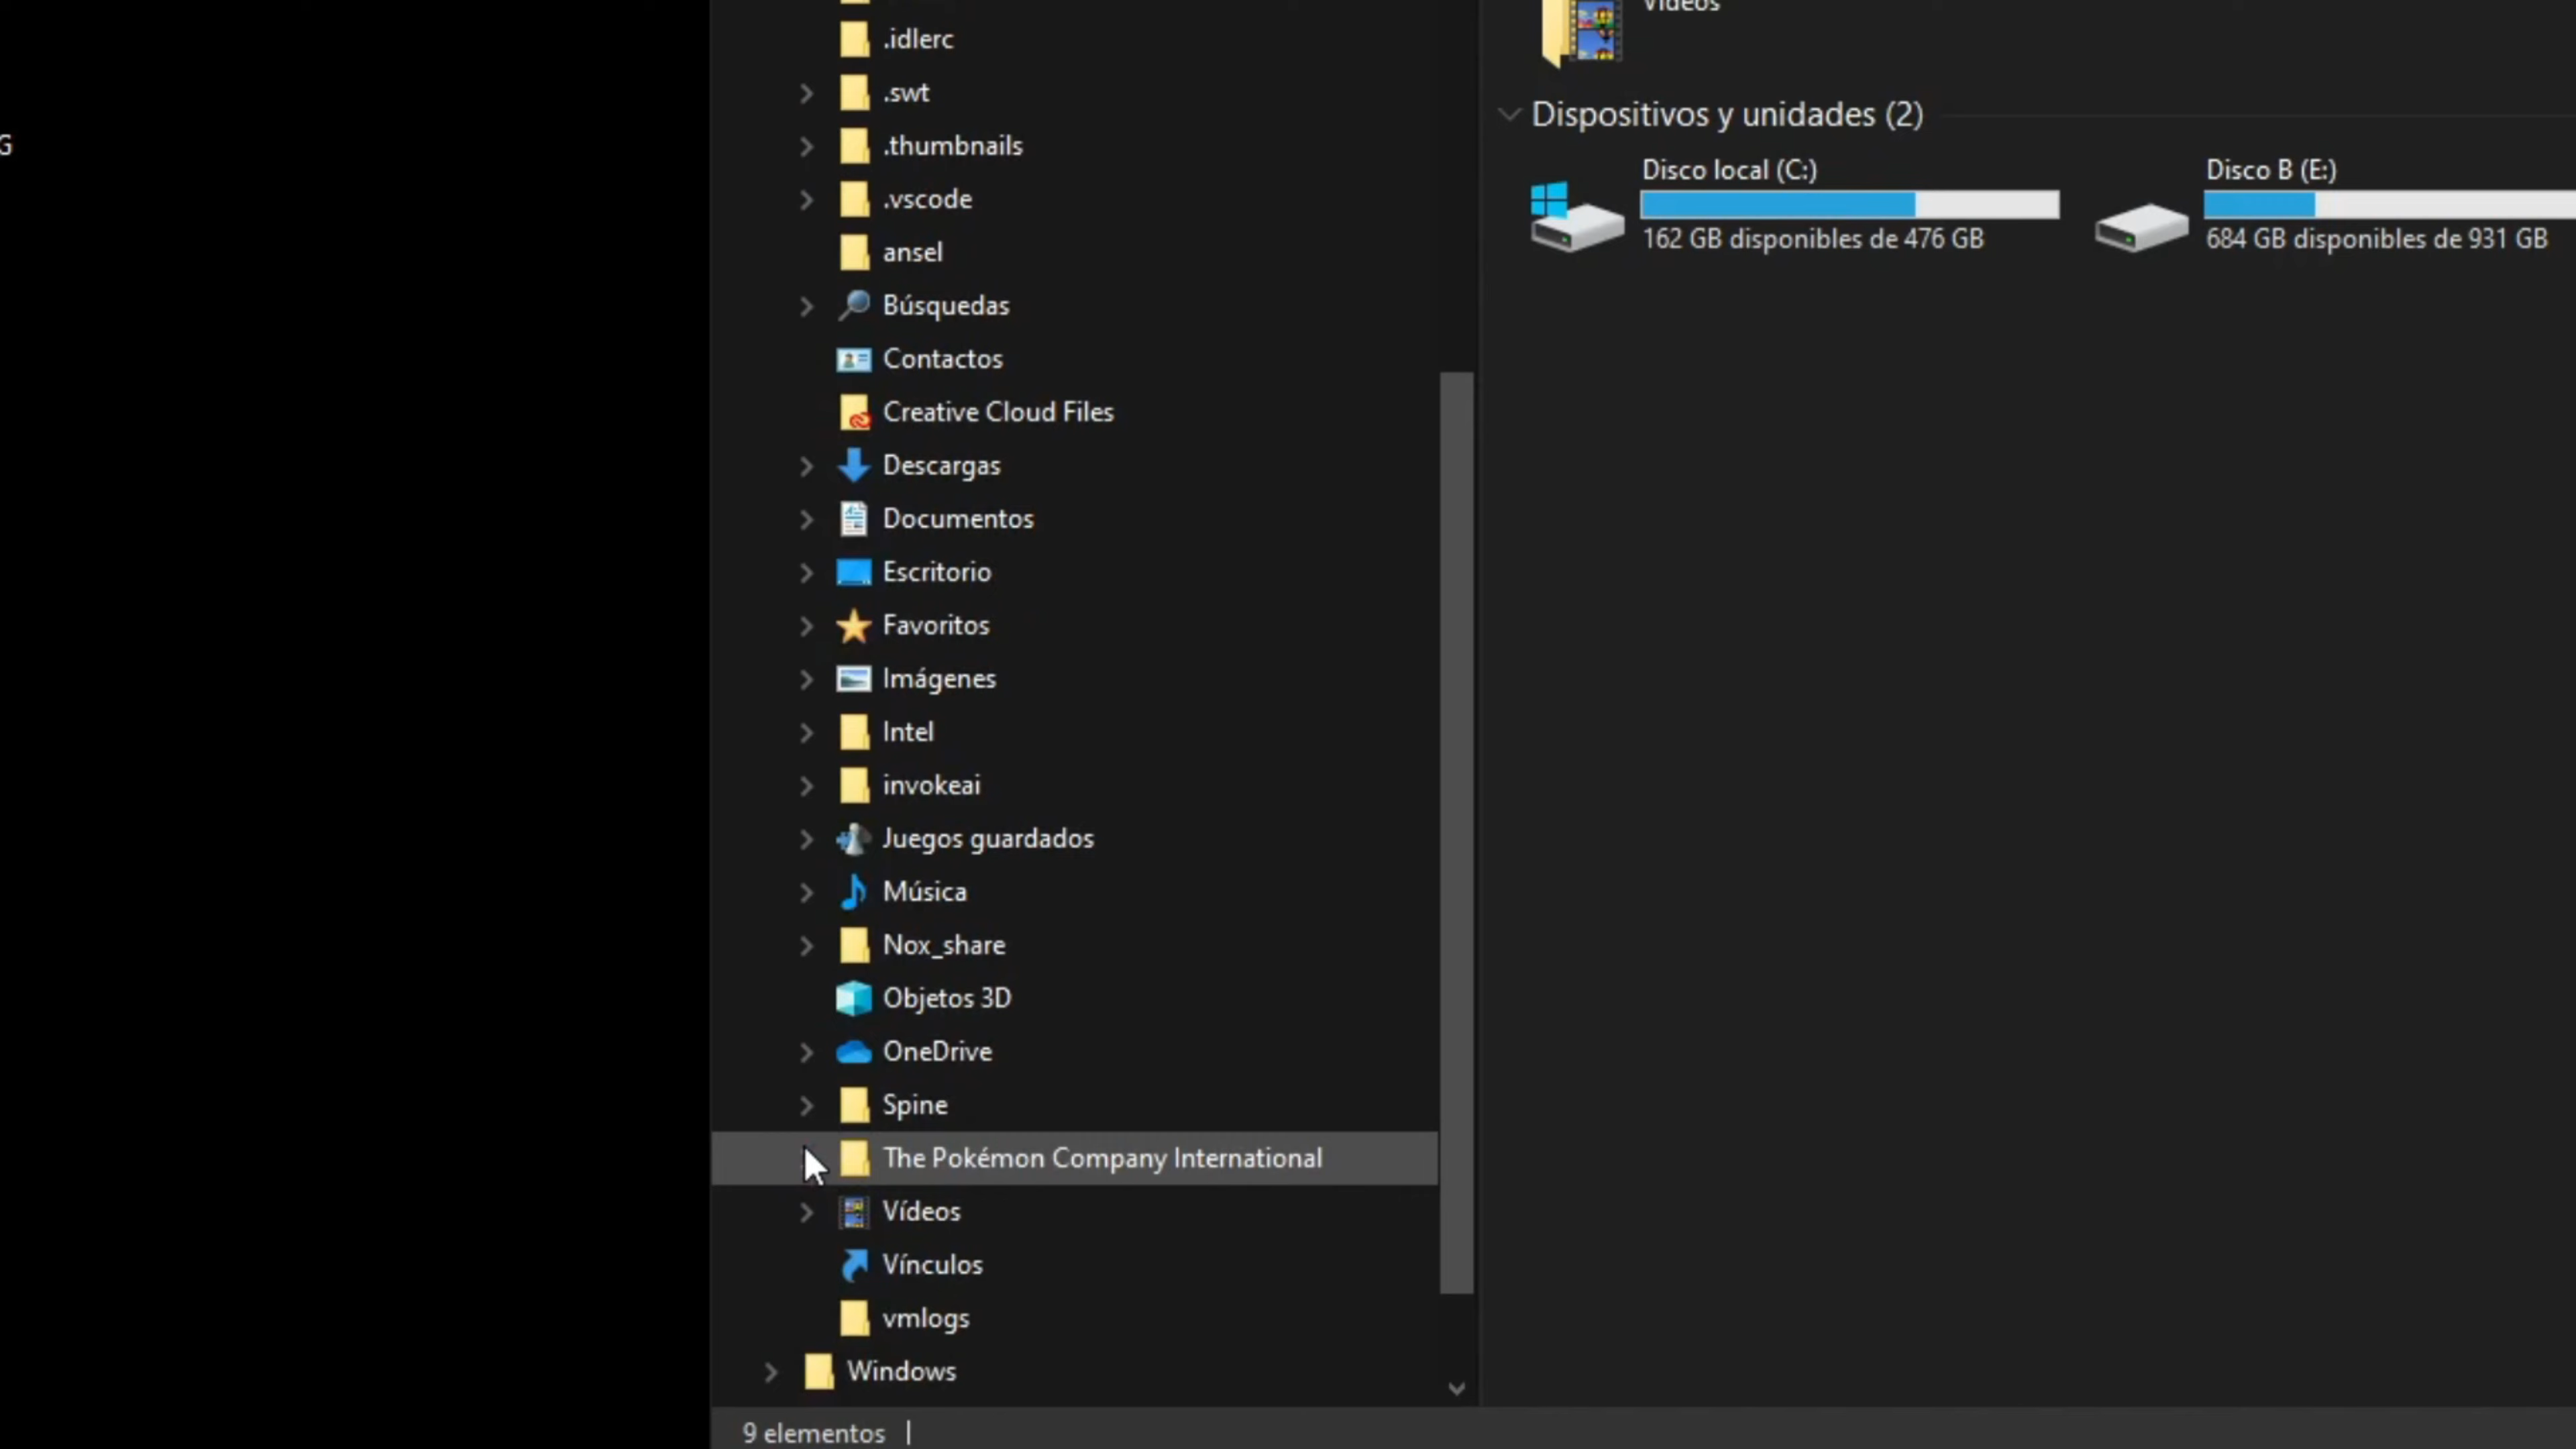 G
.idlerc
.swt
.thumbnails
.vscode
ansel
Búsquedas
Contactos
Creative Cloud Files
Descargas
Documentos
Escritorio
Favoritos
Imágenes
Intel
invokeai
Juegos guardados
Música
Nox_share
Objetos 3D
OneDrive
Spine
The Pokémon Company International
Vídeos
Vínculos
vmlogs
Windows
9 elementos
Vídeos
Dispositivos y unidades (2)
Disco local (C:)
162 GB disponibles de 476 GB
Disco B (E:)
684 GB disponibles de 931 GB